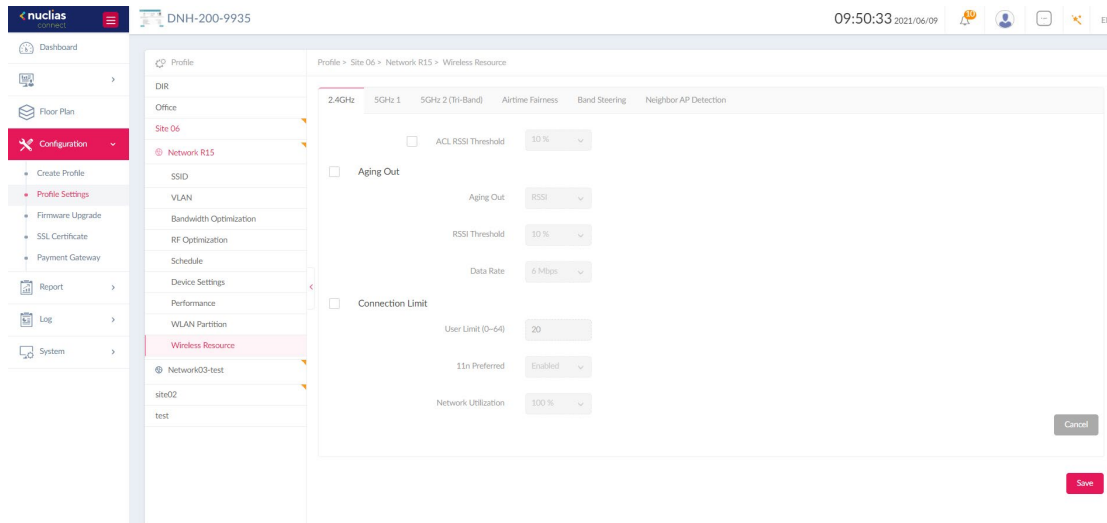 nuclias
connect
DNH-200-9935
09:50:33 2021/06/09
10
Dashboard
Floor Plan
Configuration
Create Profile
Profile Settings
Firmware Upgrade
SSL Certificate
Payment Gateway
Report
Log
System
Profile
DIR
Office
Site 06
Network R15
SSID
VLAN
Bandwidth Optimization
RF Optimization
Schedule
Device Settings
Performance
WLAN Partition
Wireless Resource
Network03-test
site02
test
Profile > Site 06 > Network R15 > Wireless Resource
2.4GHz 5GHz 1 5GHz 2 (Tri-Band) Airtime Fairness Band Steering Neighbor AP Detection
ACL RSSI Threshold 10 %
Aging Out
Aging Out RSSI
RSSI Threshold 10 %
Data Rate 6 Mbps
Connection Limit
User Limit (0~64) 20
11n Preferred Enabled
Network Utilization 100 %
Cancel
Save